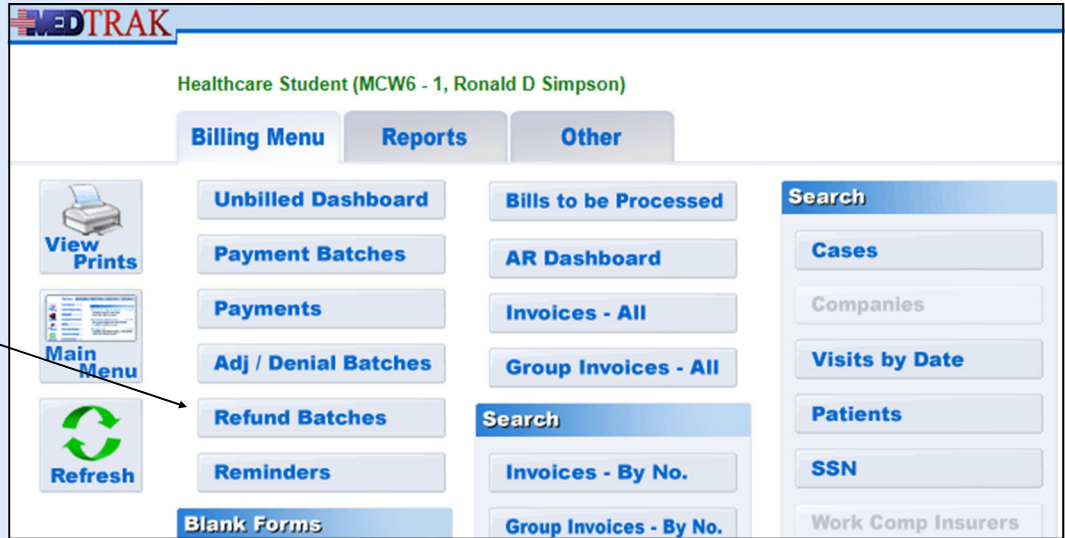 MEDTRAK
Healthcare Student (MCW6 - 1, Ronald D Simpson)
Billing Menu
Reports
Other
View
Prints
Main
Menu
Refresh
Unbilled Dashboard
Payment Batches
Payments
Adj / Denial Batches
Refund Batches
Reminders
Blank Forms
Bills to be Processed
AR Dashboard
Invoices - All
Group Invoices - All
Search
Invoices - By No.
Group Invoices - By No.
Search
Cases
Companies
Visits by Date
Patients
SSN
Work Comp Insurers